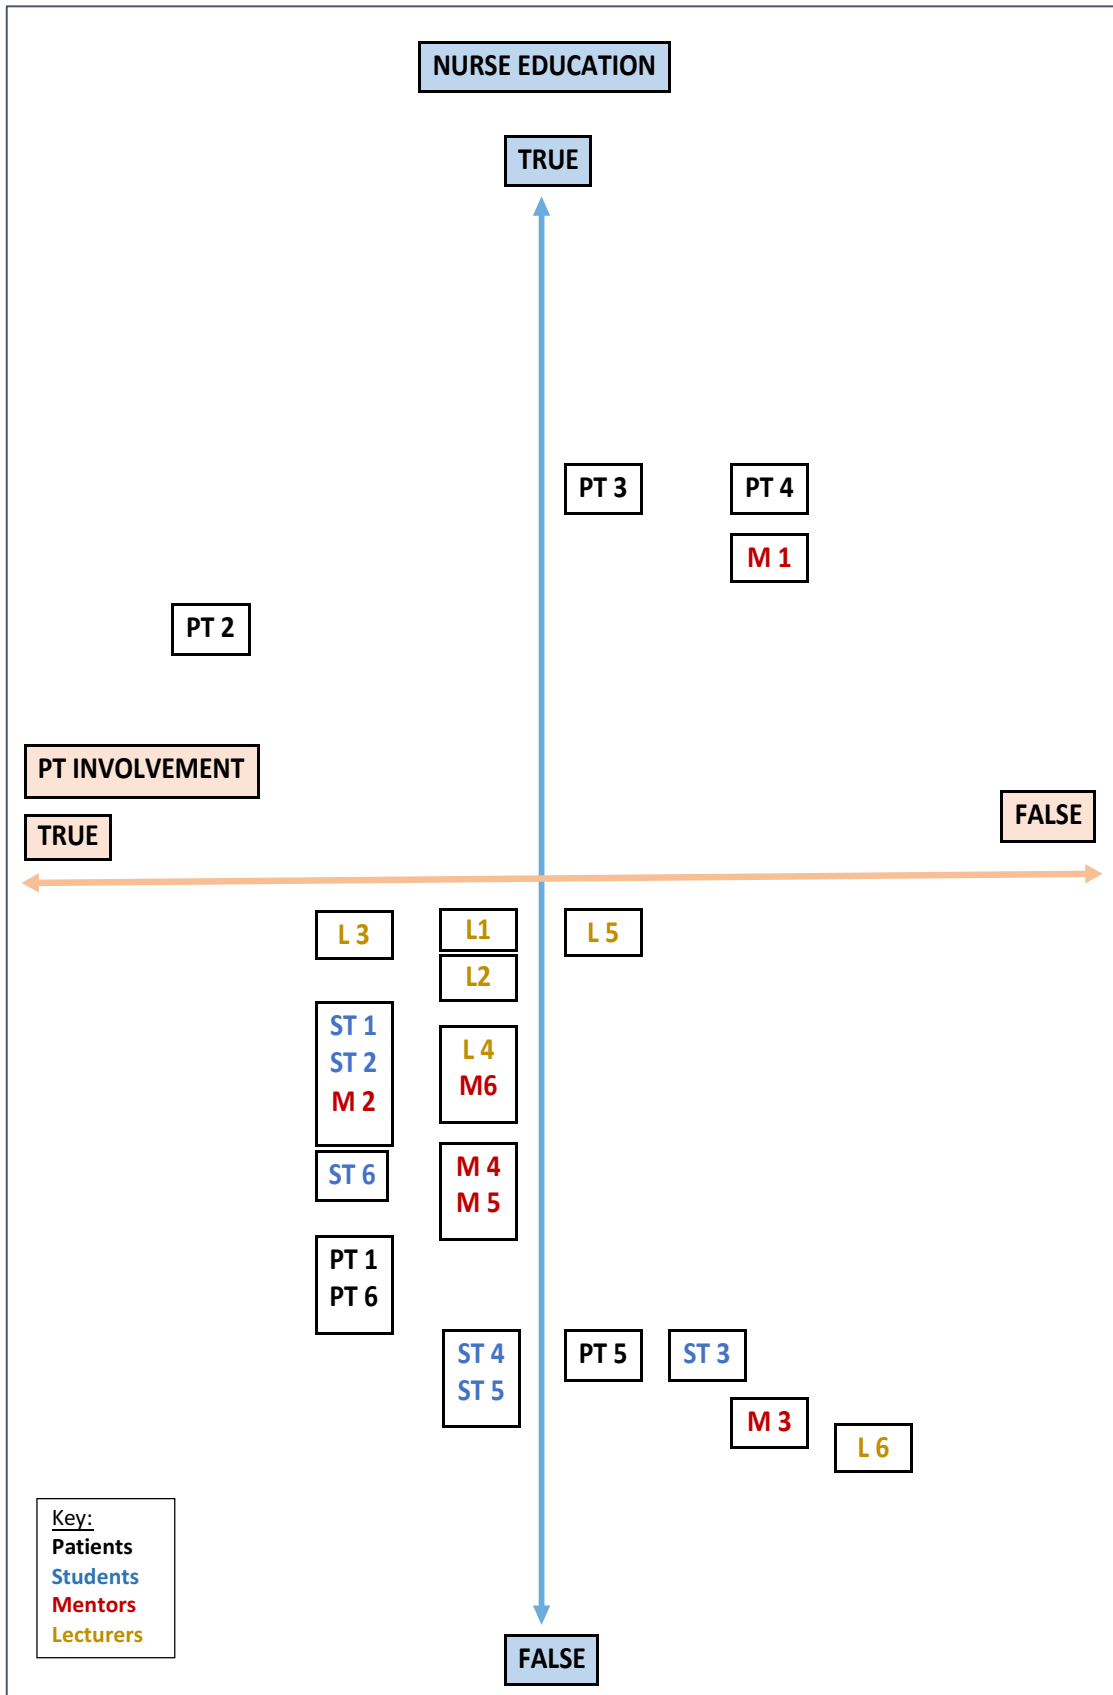 NURSE EDUCATION
TRUE
PT 3
PT 4
M 1
PT 2
PT INVOLVEMENT
TRUE
FALSE
L 3
L1
L 5
L2
ST 1
ST 2
M 2
L 4
M6
ST 6
M 4
M 5
PT 1
PT 6
ST 4
ST 5
PT 5
ST 3
M 3
L 6
Key:
Patients
Students
Mentors
Lecturers
FALSE